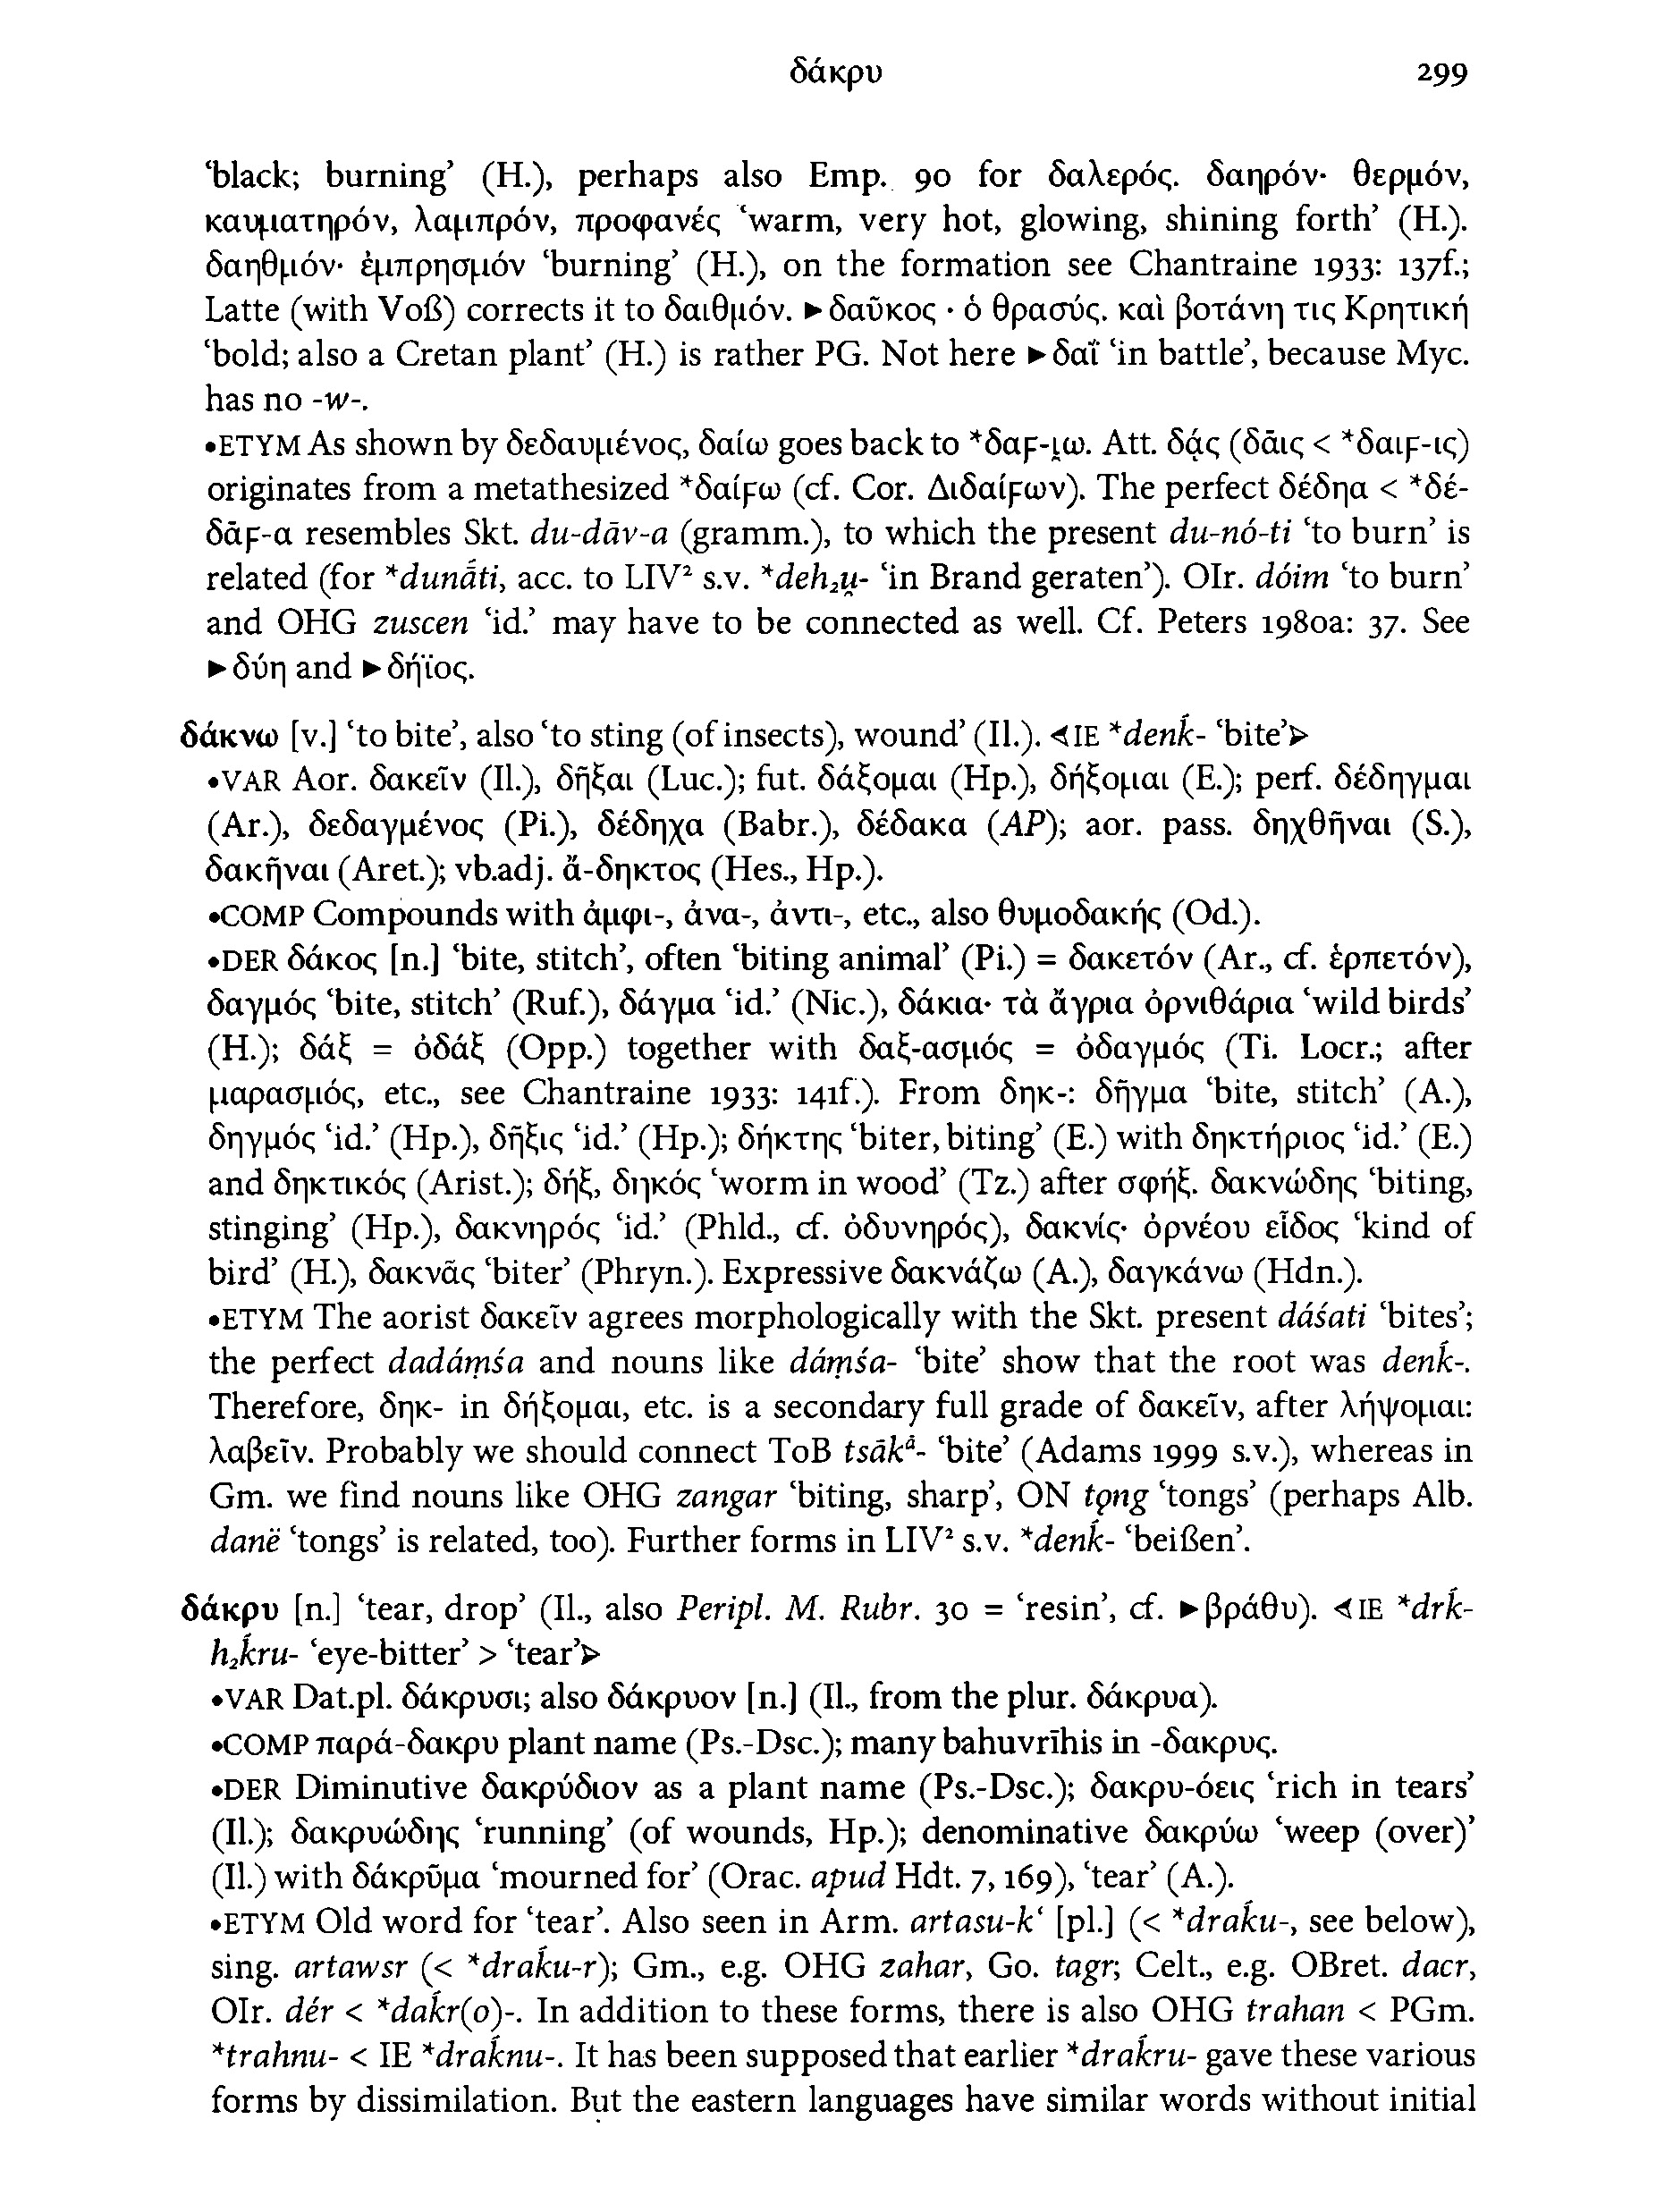 δάκρυ 299
‘black; burning’ (H.), perhaps also Emp. 90 for δαλερός. δαηρόν· θερμόν,
καυματηρόν, λαμπρόν, προφανές ‘warm, very hot, glowing, shining forth’ (H.).
δαηθμόν· ἐμπρησμόν ‘burning’ (H.), on the formation see Chantraine 1933: 137f.;
Latte (with Voß) corrects it to δαιθμόν. ►δαῦκος · ὁ θρασύς. καὶ βοτάνη τις Κρητική
‘bold; also a Cretan plant’ (H.) is rather PG. Not here ►δαΐ ‘in battle’, because Myc.
has no -w-.
•ETYM As shown by δεδαυμένος, δαίω goes back to *δαϝ-ι̯ω. Att. δᾴς (δᾶις < *δαιϝ-ις)
originates from a metathesized *δαίϝω (cf. Cor. Διδαίϝων). The perfect δέδηα < *δέ-
δᾱϝ-α resembles Skt. du-dāv-a (gramm.), to which the present du-nó-ti ‘to burn’ is
related (for *dunā́ti, acc. to LIV² s.v. *deh₂u̯- ‘in Brand geraten’). OIr. dóim ‘to burn’
and OHG zuscen ‘id.’ may have to be connected as well. Cf. Peters 1980a: 37. See
►δύη and ►δήϊος.
δάκνω [v.] ‘to bite’, also ‘to sting (of insects), wound’ (Il.). ⊲IE *denḱ- ‘bite’⊳
•VAR Aor. δακεῖν (Il.), δῆξαι (Luc.); fut. δάξομαι (Hp.), δήξομαι (E.); perf. δέδηγμαι
(Ar.), δεδαγμένος (Pi.), δέδηχα (Babr.), δέδακα (AP); aor. pass. δηχθῆναι (S.),
δακῆναι (Aret.); vb.adj. ἄ-δηκτος (Hes., Hp.).
•COMP Compounds with ἀμφι-, ἀνα-, ἀντι-, etc., also θυμοδακής (Od.).
•DER δάκος [n.] ‘bite, stitch’, often ‘biting animal’ (Pi.) = δακετόν (Ar., cf. ἑρπετόν),
δαγμός ‘bite, stitch’ (Ruf.), δάγμα ‘id.’ (Nic.), δάκια· τὰ ἄγρια ὀρνιθάρια ‘wild birds’
(H.); δάξ = ὀδάξ (Opp.) together with δαξ-ασμός = ὀδαγμός (Ti. Locr.; after
μαρασμός, etc., see Chantraine 1933: 141f.). From δηκ-: δῆγμα ‘bite, stitch’ (A.),
δηγμός ‘id.’ (Hp.), δῆξις ‘id.’ (Hp.); δήκτης ‘biter, biting’ (E.) with δηκτήριος ‘id.’ (E.)
and δηκτικός (Arist.); δήξ, δηκός ‘worm in wood’ (Tz.) after σφήξ. δακνώδης ‘biting,
stinging’ (Hp.), δακνηρός ‘id.’ (Phld., cf. ὀδυνηρός), δακνίς· ὀρνέου εἶδος ‘kind of
bird’ (H.), δακνᾶς ‘biter’ (Phryn.). Expressive δακνάζω (A.), δαγκάνω (Hdn.).
•ETYM The aorist δακεῖν agrees morphologically with the Skt. present dáśati ‘bites’;
the perfect dadáṃśa and nouns like dáṃśa- ‘bite’ show that the root was denḱ-.
Therefore, δηκ- in δήξομαι, etc. is a secondary full grade of δακεῖν, after λήψομαι:
λαβεῖν. Probably we should connect ToB tsākᵃ- ‘bite’ (Adams 1999 s.v.), whereas in
Gm. we find nouns like OHG zangar ‘biting, sharp’, ON tǫng ‘tongs’ (perhaps Alb.
danë ‘tongs’ is related, too). Further forms in LIV² s.v. *denḱ- ‘beißen’.
δάκρυ [n.] ‘tear, drop’ (Il., also Peripl. M. Rubr. 30 = ‘resin’, cf. ►βράθυ). ⊲IE *drḱ-
h₂ḱru- ‘eye-bitter’ > ‘tear’⊳
•VAR Dat.pl. δάκρυσι; also δάκρυον [n.] (Il., from the plur. δάκρυα).
•COMP παρά-δακρυ plant name (Ps.-Dsc.); many bahuvrīhis in -δακρυς.
•DER Diminutive δακρύδιον as a plant name (Ps.-Dsc.); δακρυ-όεις ‘rich in tears’
(Il.); δακρυώδης ‘running’ (of wounds, Hp.); denominative δακρύω ‘weep (over)’
(Il.) with δάκρῡμα ‘mourned for’ (Orac. apud Hdt. 7, 169), ‘tear’ (A.).
•ETYM Old word for ‘tear’. Also seen in Arm. artasu-kʻ [pl.] (< *draḱu-, see below),
sing. artawsr (< *draḱu-r); Gm., e.g. OHG zahar, Go. tagr; Celt., e.g. OBret. dacr,
OIr. dér < *daḱr(o)-. In addition to these forms, there is also OHG trahan < PGm.
*trahnu- < IE *draḱnu-. It has been supposed that earlier *draḱru- gave these various
forms by dissimilation. But the eastern languages have similar words without initial